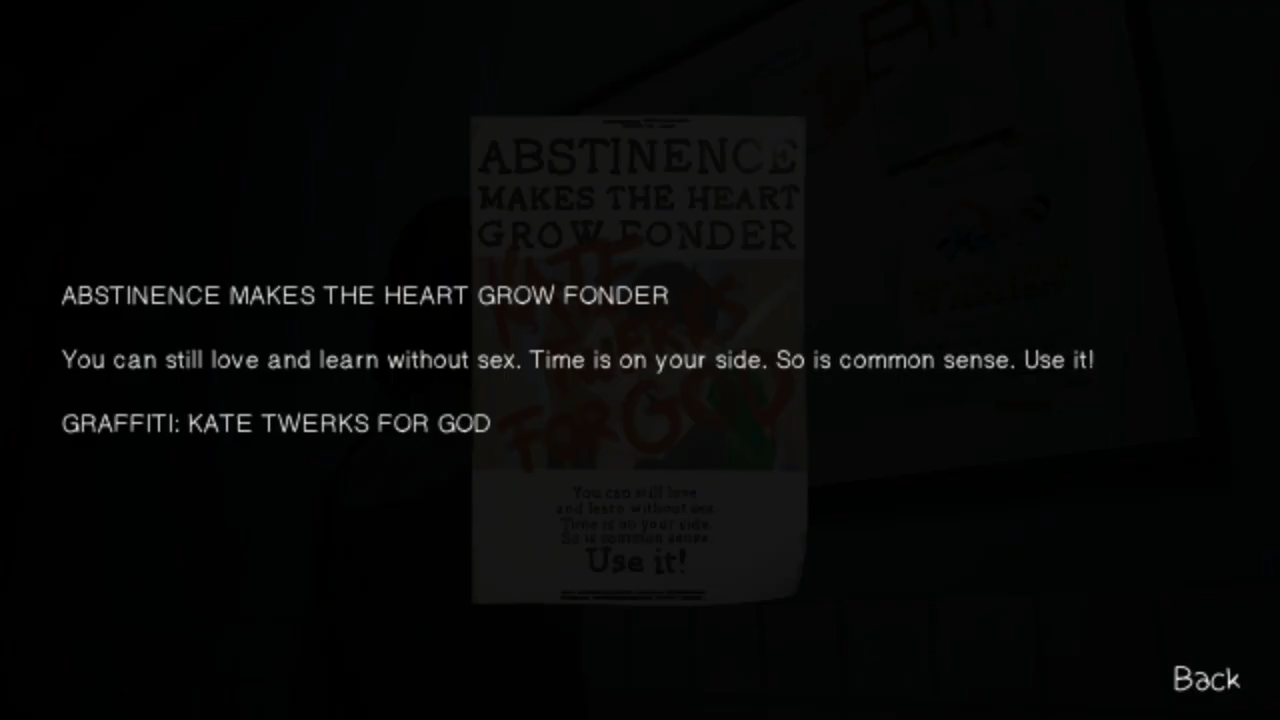 ABSTINENCE
MAKES THE HEART
GROW FONDER
KATE
TWERKS
FOR GOD
ABSTINENCE MAKES THE HEART GROW FONDER
You can still love and learn without sex. Time is on your side. So is common sense. Use it!
GRAFFITI: KATE TWERKS FOR GOD
You can still love
and learn without sex.
Time is on your side.
So is common sense.
Use it!
Back